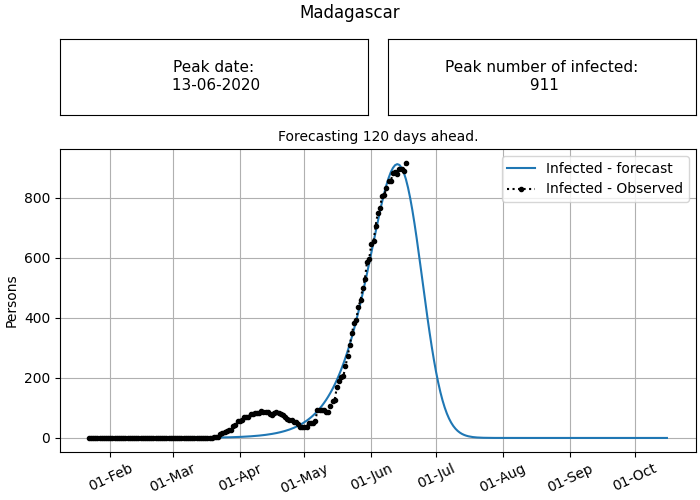 Madagascar
Peak date:
13-06-2020
Peak number of infected:
911
Forecasting 120 days ahead.
Infected - forecast
Infected - Observed
Persons
800
600
400
200
0
01-Feb
01-Mar
01-Apr
01-May
01-Jun
01-Jul
01-Aug
01-Sep
01-Oct